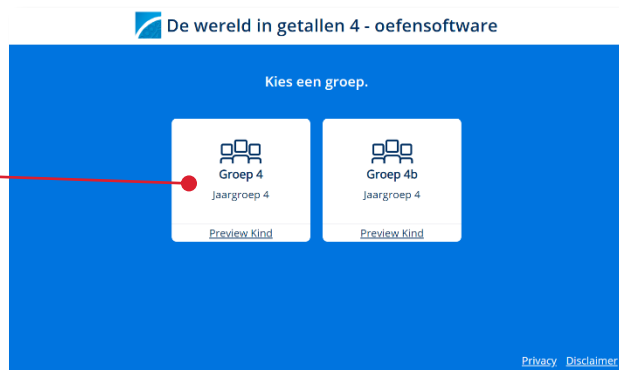 De wereld in getallen 4 - oefensoftware
Kies een groep.
Groep 4
Jaargroep 4
Preview Kind
Groep 4b
Jaargroep 4
Preview Kind
Privacy Disclaimer